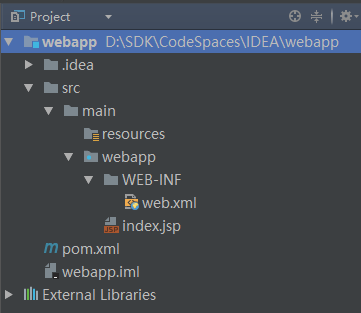 Project
webapp D:\SDK\CodeSpaces\IDEA\webapp
.idea
src
main
resources
webapp
WEB-INF
web.xml
JSP index.jsp
m pom.xml
webapp.iml
External Libraries